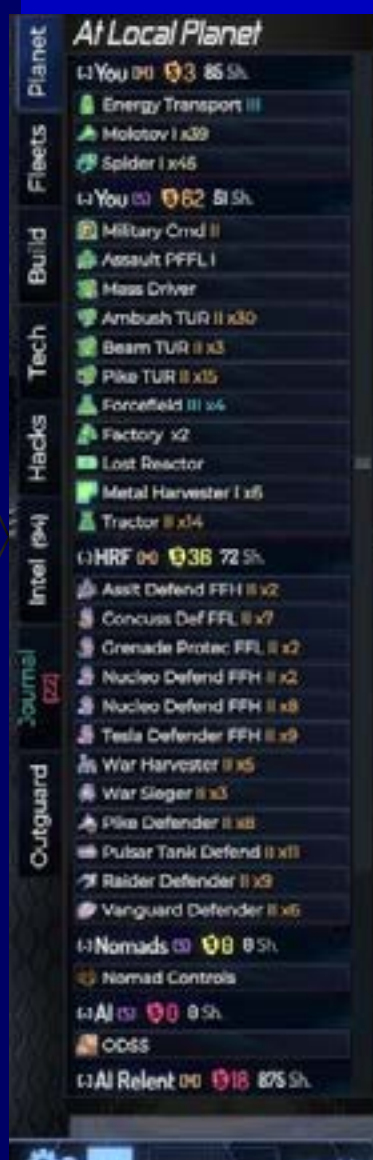 At Local Planet
Planet
Fleets
Build
Tech
Hacks
Intel (94)
Journal
(22)
Outguard
[-] You 3 85 Sh.
Energy Transport III
Molotov I x39
Spider I x46
[-] You (5) 62 51 Sh.
Military Cmd II
Assault PFFL I
Mass Driver
Ambush TUR II x30
Beam TUR II x3
Pike TUR II x15
Forcefield III x4
Factory x2
Lost Reactor
Metal Harvester I x6
Tractor II x14
[-] HRF 36 72 Sh.
Assit Defend FFH II x2
Concuss Def FFL II x7
Grenade Protec FFL II x2
Nucleo Defend FFH II x2
Nucleo Defend FFH II x8
Tesla Defender FFH II x9
War Harvester II x5
War Sieger II x3
Pike Defender II x8
Pulsar Tank Defend II x11
Raider Defender II x9
Vanguard Defender II x6
[-] Nomads 8 0 Sh.
Nomad Controls
[-] AI 0 0 Sh.
ODSS
[-] AI Relent 18 875 Sh.